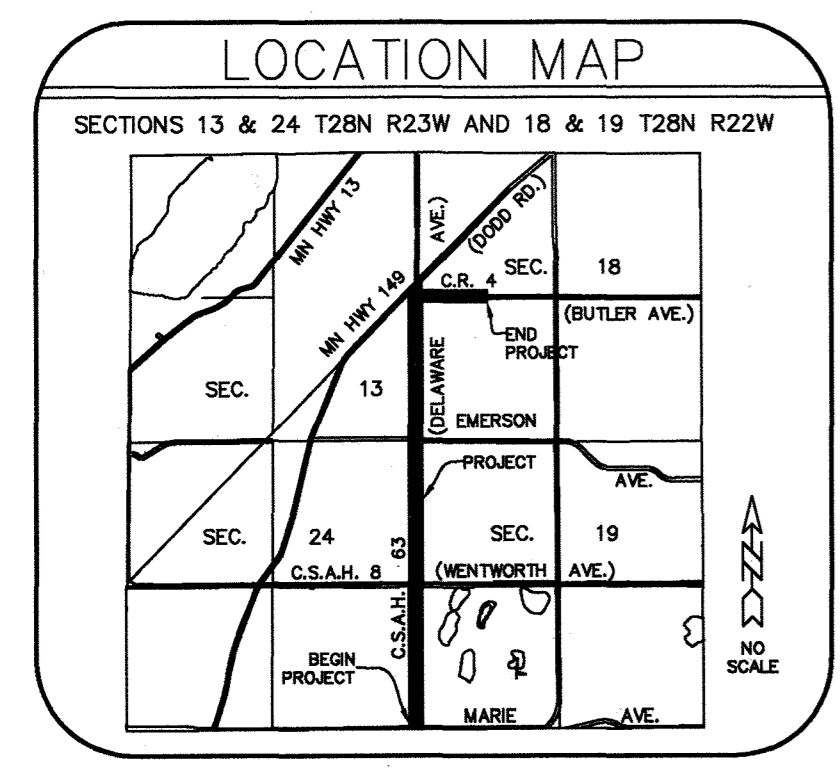 LOCATION MAP
SECTIONS 13 & 24 T28N R23W AND 18 & 19 T28N R22W
MN HWY 13
AVE.)
(DODD RD.)
SEC. 18
C.R. 4
MN HWY 149
(BUTLER AVE.)
END
PROJECT
(DELAWARE
SEC. 13
EMERSON
PROJECT
AVE.
SEC. 24
63
SEC. 19
C.S.A.H. 8
(WENTWORTH AVE.)
C.S.A.H.
BEGIN
PROJECT
MARIE AVE.
N
NO
SCALE